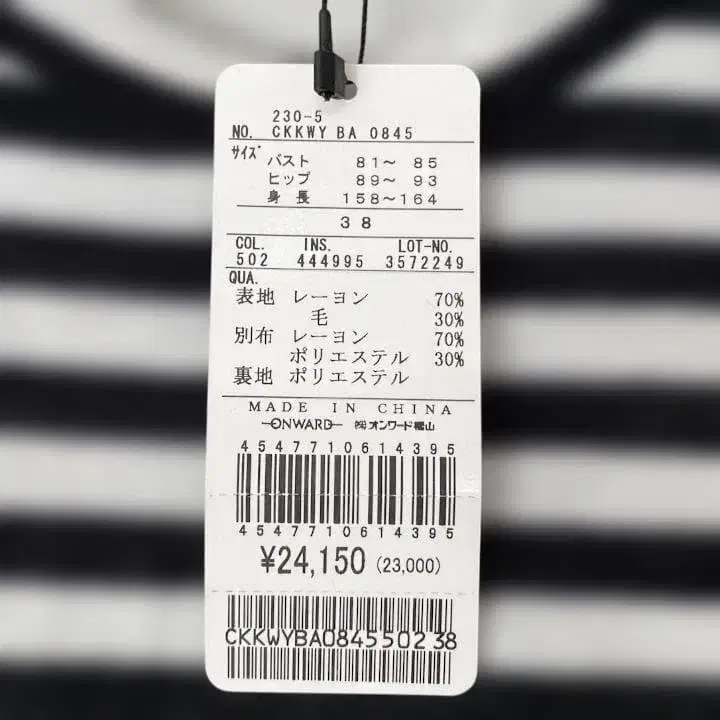 230-5
NO. CKKWY BA 0845
サイズ バスト 81～ 85
ヒップ 89～ 93
身 長 158～164
38
COL. INS. LOT-NO.
502 444995 3572249
QUA.
表地 レーヨン 70%
毛 30%
別布 レーヨン 70%
ポリエステル 30%
裏地 ポリエステル
MADE IN CHINA
ONWARD ㈱オンワード樫山
4547710614395
4547710614395
¥24,150 (23,000)
CKKWYBA0845502 38